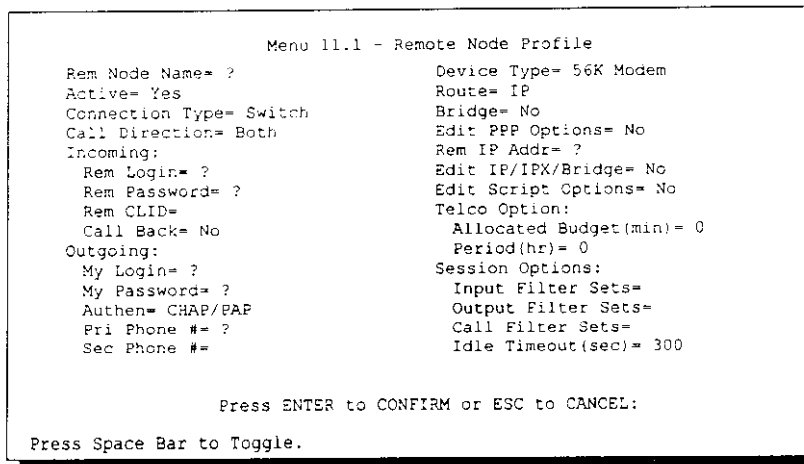 Menu 11.1 - Remote Node Profile
Rem Node Name= ?
Active= Yes
Connection Type= Switch
Call Direction= Both
Incoming:
Rem Login= ?
Rem Password= ?
Rem CLID=
Call Back= No
Outgoing:
My Login= ?
My Password= ?
Authen= CHAP/PAP
Pri Phone #= ?
Sec Phone #=
Device Type= 56K Modem
Route= IP
Bridge= No
Edit PPP Options= No
Rem IP Addr= ?
Edit IP/IPX/Bridge= No
Edit Script Options= No
Telco Option:
Allocated Budget(min)= 0
Period(hr)= 0
Session Options:
Input Filter Sets=
Output Filter Sets=
Call Filter Sets=
Idle Timeout(sec)= 300
Press ENTER to CONFIRM or ESC to CANCEL:
Press Space Bar to Toggle.